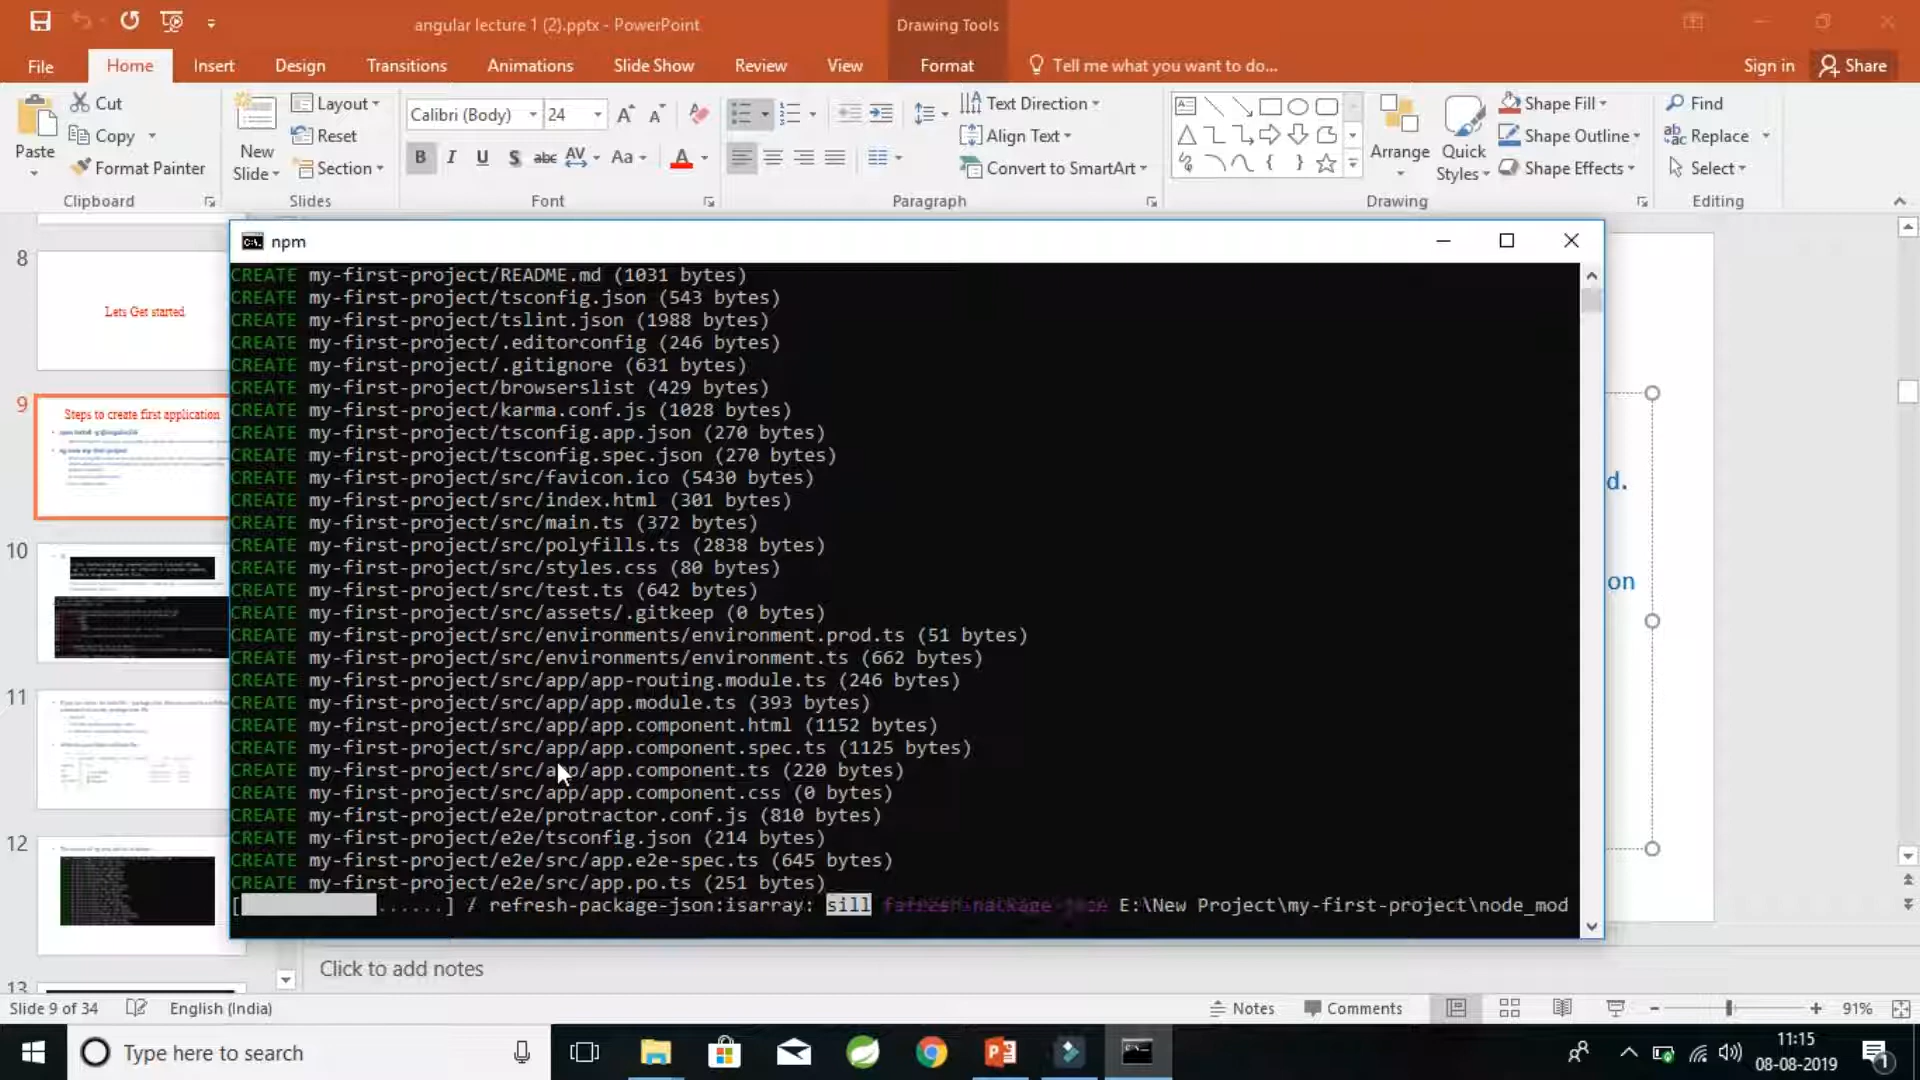 angular lecture 1 (2).pptx - PowerPoint
Drawing Tools
File
Home
Insert
Design
Transitions
Animations
Slide Show
Review
View
Format
Tell me what you want to do...
Sign in
Share
Paste
Cut
Copy
Format Painter
Clipboard
New
Slide
Layout
Reset
Section
Slides
Calibri (Body)
24
B
I
U
S
abc
AV
Aa
A
Font
Text Direction
Align Text
Convert to SmartArt
Paragraph
Arrange
Quick
Styles
Shape Fill
Shape Outline
Shape Effects
Drawing
Find
Replace
Select
Editing
8
Lets Get started
9
Steps to create first application
10
11
12
13
npm
CREATE my-first-project/README.md (1031 bytes)
CREATE my-first-project/tsconfig.json (543 bytes)
CREATE my-first-project/tslint.json (1988 bytes)
CREATE my-first-project/.editorconfig (246 bytes)
CREATE my-first-project/.gitignore (631 bytes)
CREATE my-first-project/browserslist (429 bytes)
CREATE my-first-project/karma.conf.js (1028 bytes)
CREATE my-first-project/tsconfig.app.json (270 bytes)
CREATE my-first-project/tsconfig.spec.json (270 bytes)
CREATE my-first-project/src/favicon.ico (5430 bytes)
CREATE my-first-project/src/index.html (301 bytes)
CREATE my-first-project/src/main.ts (372 bytes)
CREATE my-first-project/src/polyfills.ts (2838 bytes)
CREATE my-first-project/src/styles.css (80 bytes)
CREATE my-first-project/src/test.ts (642 bytes)
CREATE my-first-project/src/assets/.gitkeep (0 bytes)
CREATE my-first-project/src/environments/environment.prod.ts (51 bytes)
CREATE my-first-project/src/environments/environment.ts (662 bytes)
CREATE my-first-project/src/app/app-routing.module.ts (246 bytes)
CREATE my-first-project/src/app/app.module.ts (393 bytes)
CREATE my-first-project/src/app/app.component.html (1152 bytes)
CREATE my-first-project/src/app/app.component.spec.ts (1125 bytes)
CREATE my-first-project/src/app/app.component.ts (220 bytes)
CREATE my-first-project/src/app/app.component.css (0 bytes)
CREATE my-first-project/e2e/protractor.conf.js (810 bytes)
CREATE my-first-project/e2e/tsconfig.json (214 bytes)
CREATE my-first-project/e2e/src/app.e2e-spec.ts (645 bytes)
CREATE my-first-project/e2e/src/app.po.ts (251 bytes)
[ ......] / refresh-package-json:isarray: sill E:\New Project\my-first-project\node_mod
d.
on
Click to add notes
Slide 9 of 34
English (India)
Notes
Comments
91%
Type here to search
11:15
08-08-2019
1